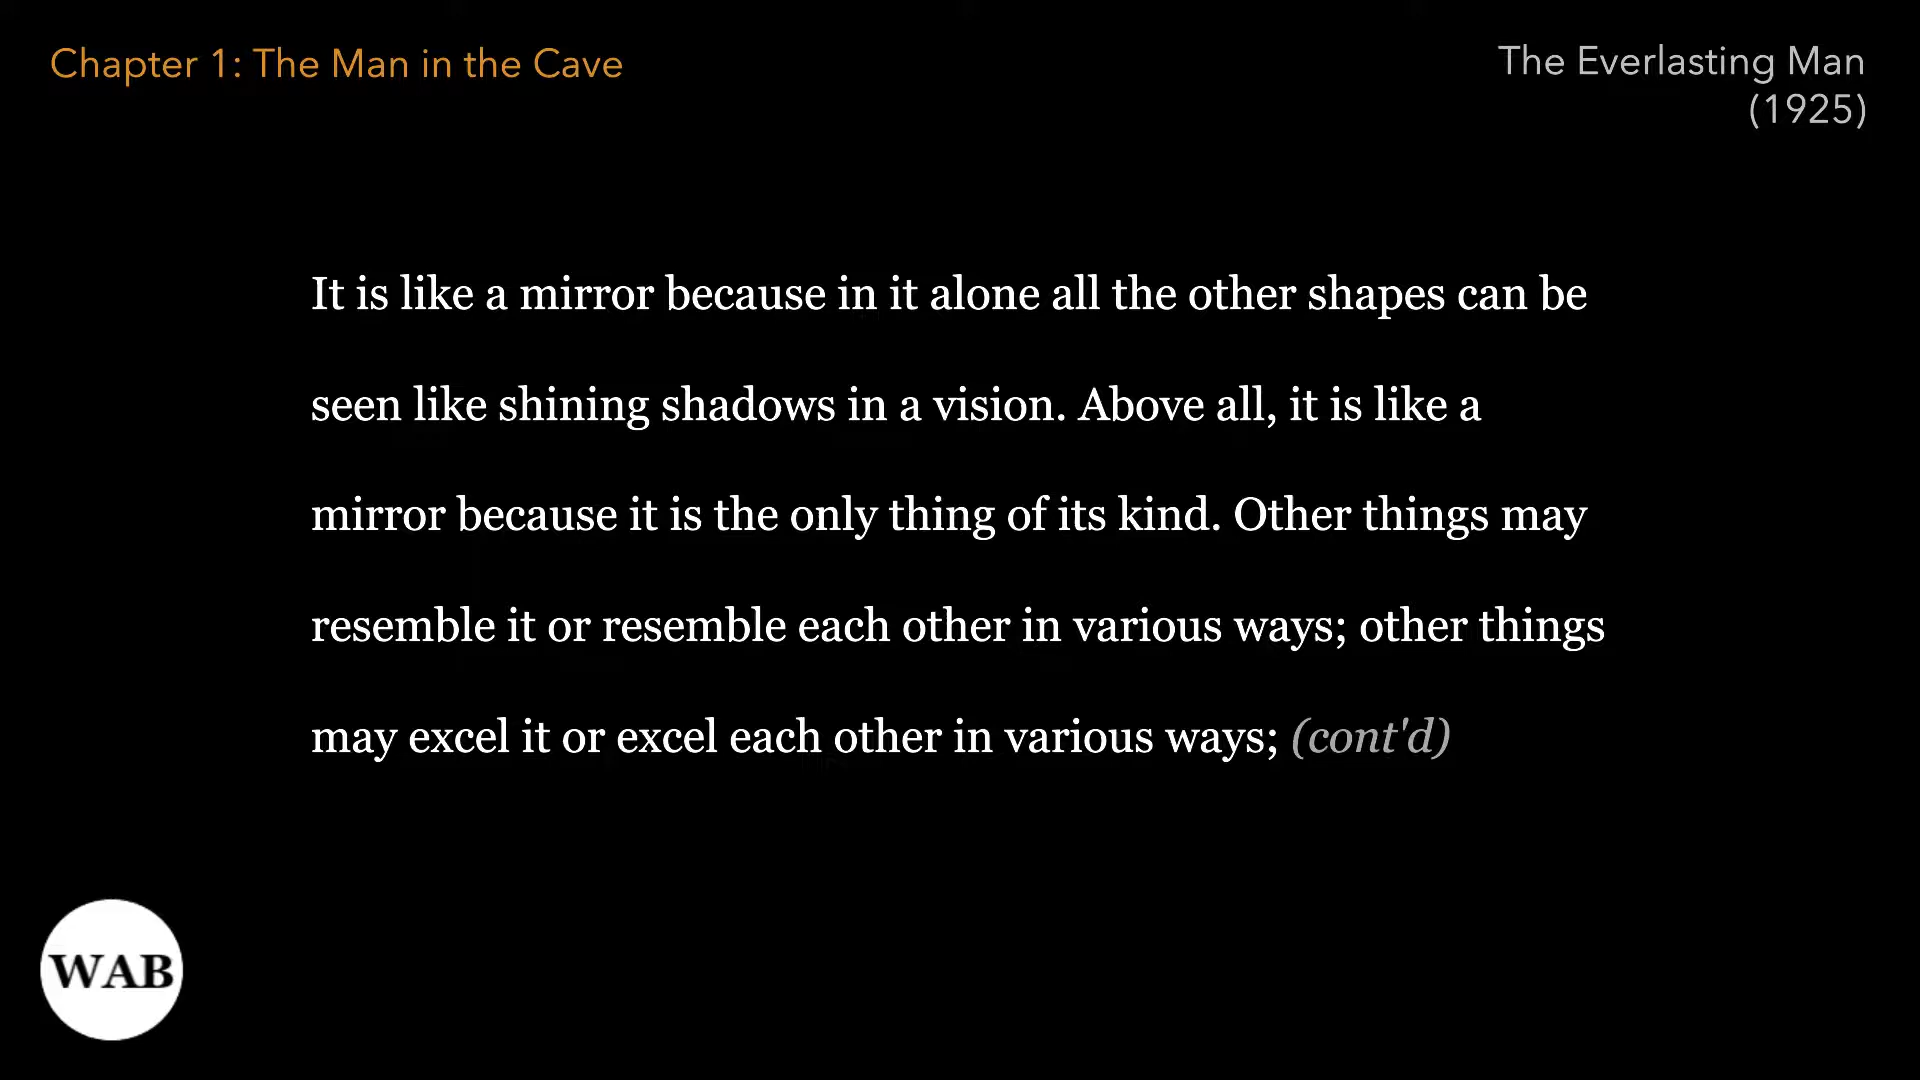 Chapter 1: The Man in the Cave
The Everlasting Man
(1925)
It is like a mirror because in it alone all the other shapes can be
seen like shining shadows in a vision. Above all, it is like a
mirror because it is the only thing of its kind. Other things may
resemble it or resemble each other in various ways; other things
may excel it or excel each other in various ways; (cont'd)
WAB